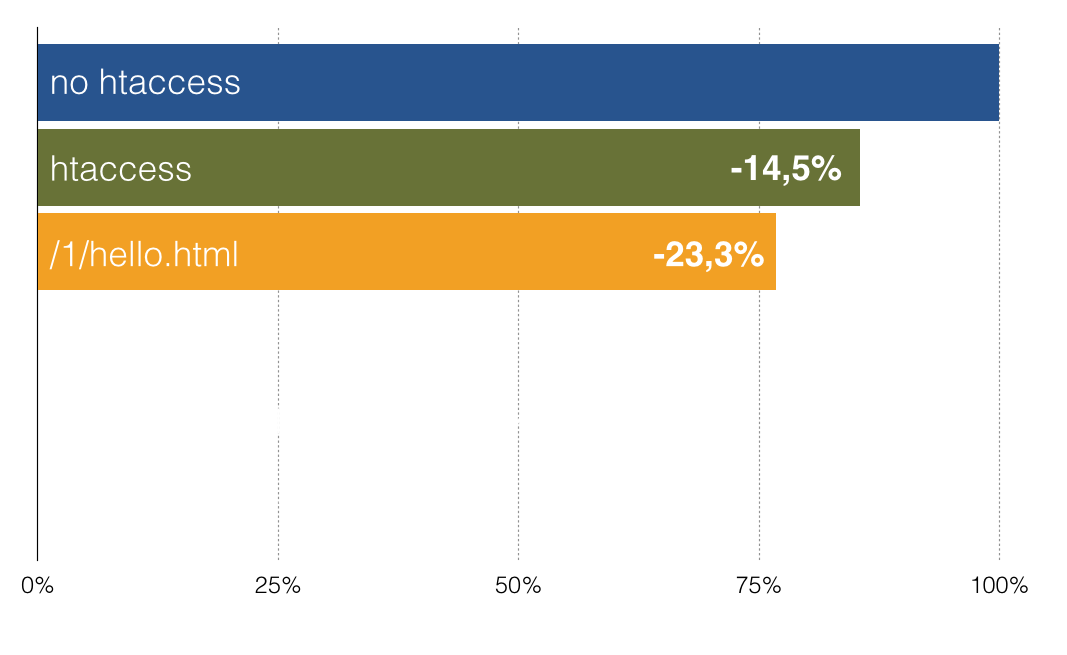 no htaccess
htaccess -14,5%
/1/hello.html -23,3%
0% 25% 50% 75% 100%